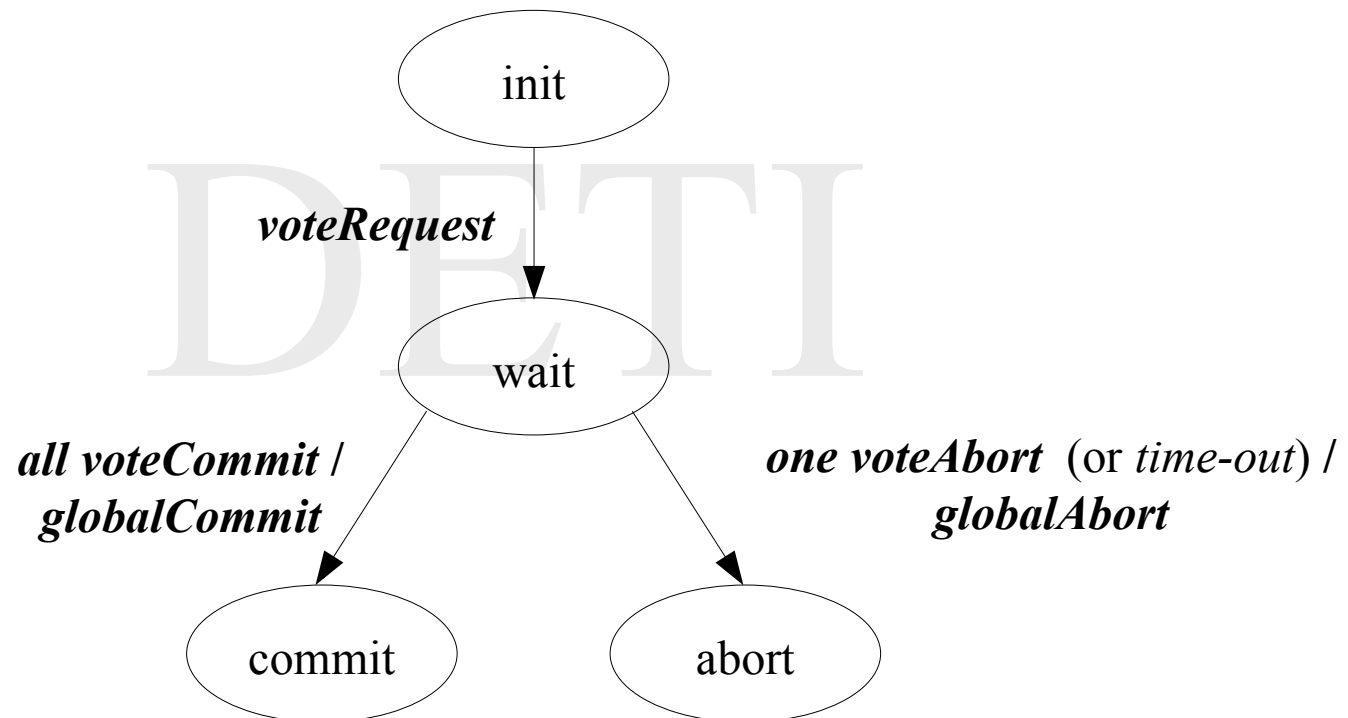 init
DETI
voteRequest
wait
all voteCommit /
globalCommit
one voteAbort (or time-out) /
globalAbort
commit
abort